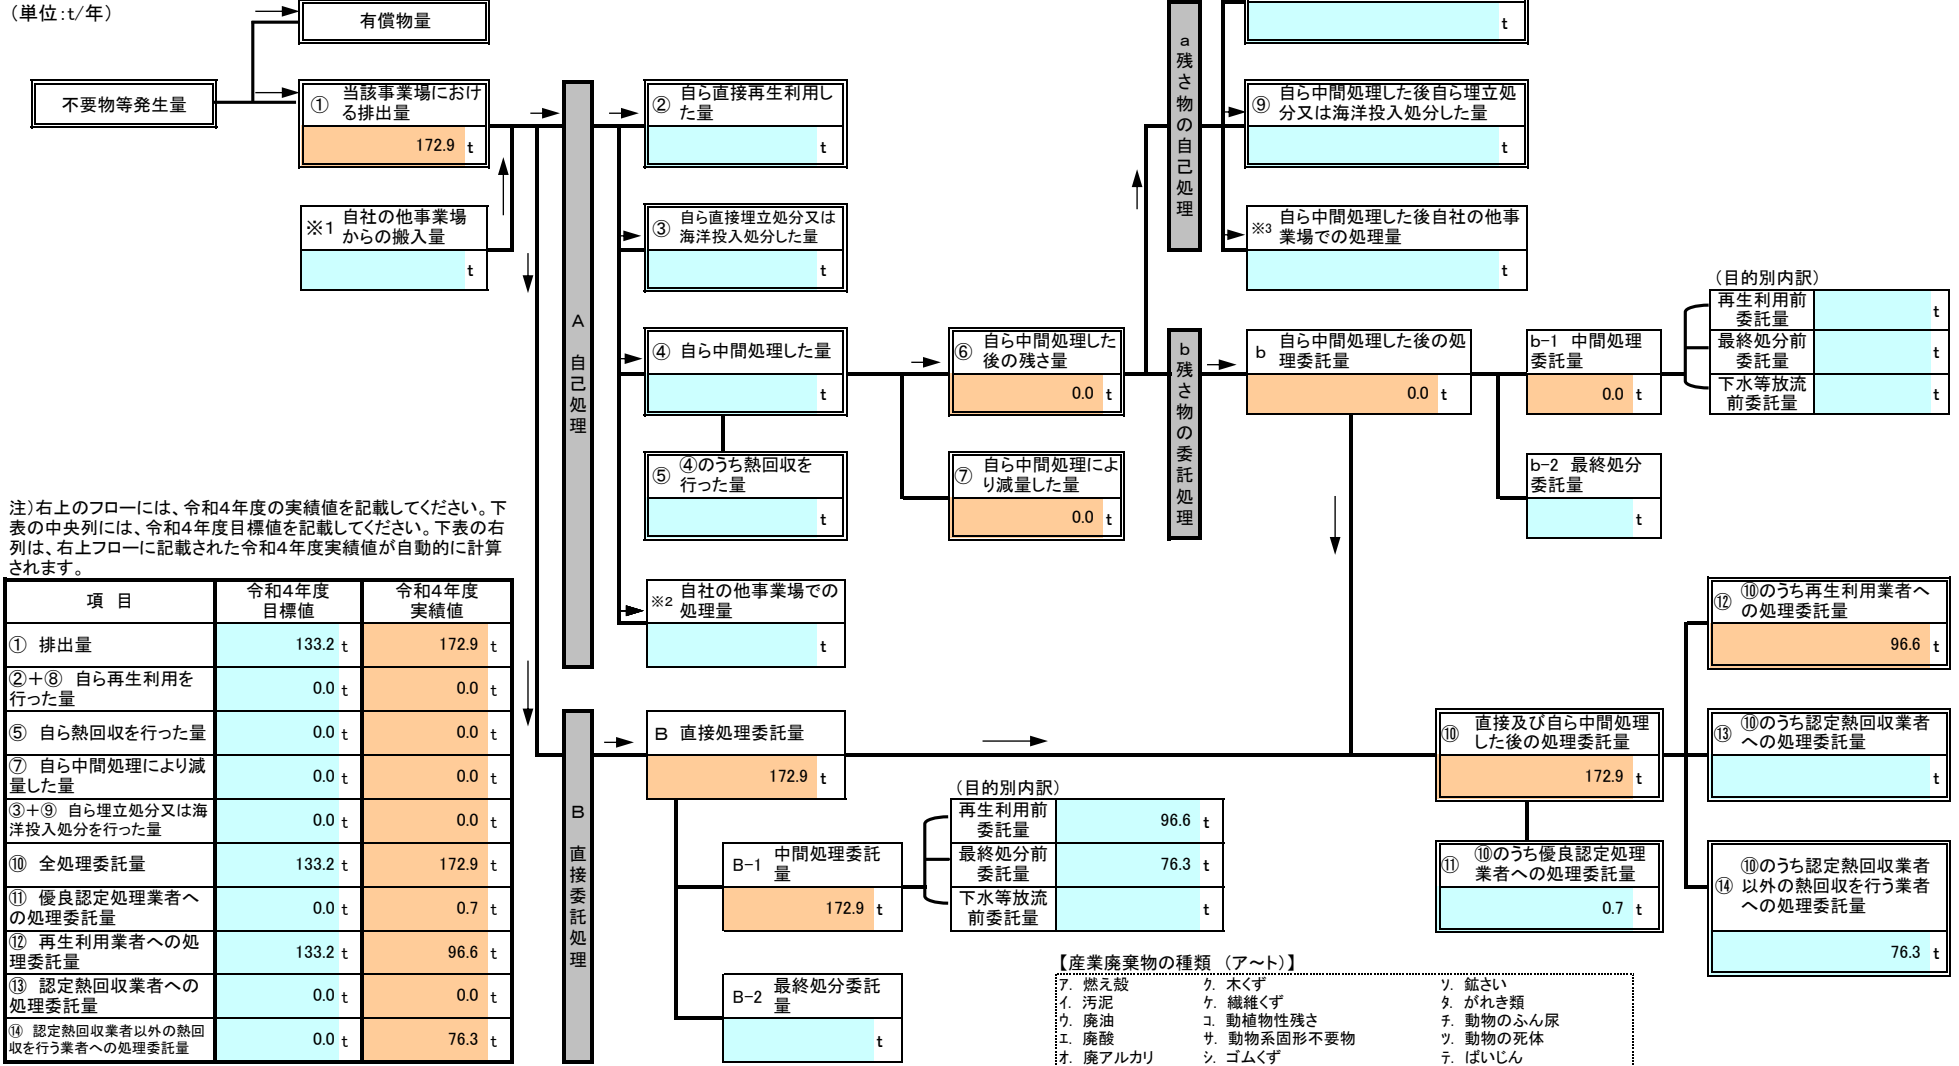 （単位：t/年）
有償物量
不要物等発生量
① 当該事業場におけ
る排出量
172.9 t
※1 自社の他事業場
からの搬入量
t
A 自己処理
② 自ら直接再生利用し
た量
t
③ 自ら直接埋立処分又は
海洋投入処分した量
t
④ 自ら中間処理した量
t
⑤ ④のうち熱回収を
行った量
t
※2 自社の他事業場での
処理量
t
⑥ 自ら中間処理した
後の残さ量
0.0 t
⑦ 自ら中間処理によ
り減量した量
0.0 t
a 残さ物の自己処理
t
⑨ 自ら中間処理した後自ら埋立処
分又は海洋投入処分した量
t
※3 自ら中間処理した後自社の他事
業場での処理量
t
b 残さ物の委託処理
b 自ら中間処理した後の処
理委託量
0.0 t
b-1 中間処理
委託量
0.0 t
（目的別内訳）
再生利用前
委託量
t
最終処分前
委託量
t
下水等放流
前委託量
t
b-2 最終処分
委託量
t
注）右上のフローには、令和４年度の実績値を記載してください。下
表の中央列には、令和４年度目標値を記載してください。下表の右
列は、右上フローに記載された令和４年度実績値が自動的に計算
されます。
項 目
令和４年度
目標値
令和４年度
実績値
① 排出量 133.2 t 172.9 t
②＋⑧ 自ら再生利用を
行った量 0.0 t 0.0 t
⑤ 自ら熱回収を行った量 0.0 t 0.0 t
⑦ 自ら中間処理により減
量した量 0.0 t 0.0 t
③＋⑨ 自ら埋立処分又は海
洋投入処分を行った量 0.0 t 0.0 t
⑩ 全処理委託量 133.2 t 172.9 t
⑪ 優良認定処理業者へ
の処理委託量 0.0 t 0.7 t
⑫ 再生利用業者への処
理委託量 133.2 t 96.6 t
⑬ 認定熱回収業者への
処理委託量 0.0 t 0.0 t
⑭ 認定熱回収業者以外の熱回
収を行う業者への処理委託量 0.0 t 76.3 t
B 直接委託処理
B 直接処理委託量
172.9 t
B-1 中間処理委託
量
172.9 t
（目的別内訳）
再生利用前
委託量
96.6 t
最終処分前
委託量
76.3 t
下水等放流
前委託量
t
B-2 最終処分委託
量
t
⑩ 直接及び自ら中間処理
した後の処理委託量
172.9 t
⑪ ⑩のうち優良認定処理
業者への処理委託量
0.7 t
⑫ ⑩のうち再生利用業者へ
の処理委託量
96.6 t
⑬ ⑩のうち認定熱回収業者
への処理委託量
t
⑭ ⑩のうち認定熱回収業者
以外の熱回収を行う業者
への処理委託量
76.3 t
【産業廃棄物の種類 （ア～ト）】
ｱ. 燃え殻 ｸ. 木くず ｿ. 鉱さい
ｲ. 汚泥 ｹ. 繊維くず ﾀ. がれき類
ｳ. 廃油 ｺ. 動植物性残さ ﾁ. 動物のふん尿
ｴ. 廃酸 ｻ. 動物系固形不要物 ﾂ. 動物の死体
ｵ. 廃アルカリ ｼ. ゴムくず ﾃ. ばいじん